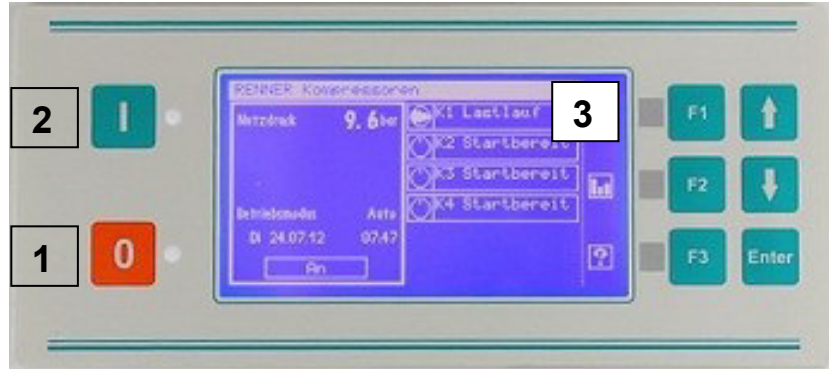 RENNER Kompressoren
Netzdruck 9.6 bar
K1 Lastlauf
K2 Startbereit
K3 Startbereit
K4 Startbereit
Betriebsmodus Auto
DI 24.07.12 07:47
An
?
2
I
1
0
3
F1
F2
F3
Enter